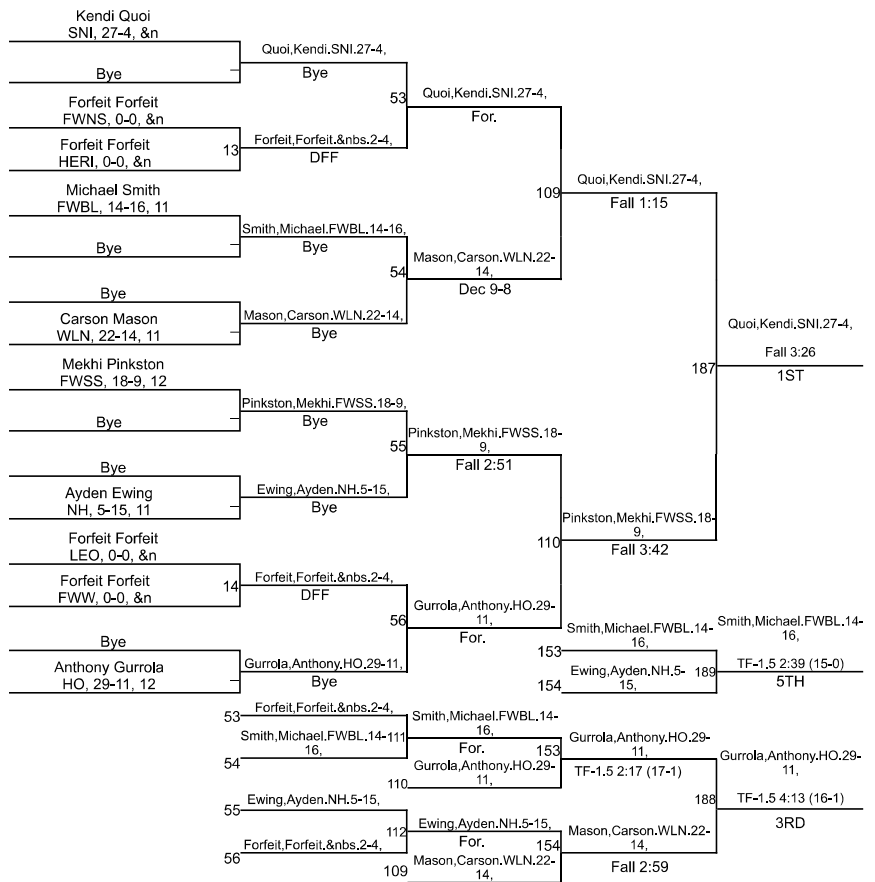 Kendi Quoi
SNI, 27-4, &n
Quoi,Kendi.SNI.27-4,
Bye
Bye
53
Quoi,Kendi.SNI.27-4,
For.
Forfeit Forfeit
FWNS, 0-0, &n
13
Forfeit,Forfeit.&nbs.2-4,
DFF
Forfeit Forfeit
HERI, 0-0, &n
109
Quoi,Kendi.SNI.27-4,
Fall 1:15
Michael Smith
FWBL, 14-16, 11
Smith,Michael.FWBL.14-16,
Bye
Bye
54
Mason,Carson.WLN.22-
14,
Dec 9-8
Bye
Mason,Carson.WLN.22-14,
Bye
Carson Mason
WLN, 22-14, 11
187
Quoi,Kendi.SNI.27-4,
Fall 3:26
1ST
Mekhi Pinkston
FWSS, 18-9, 12
Pinkston,Mekhi.FWSS.18-9,
Bye
Bye
55
Pinkston,Mekhi.FWSS.18-
9,
Fall 2:51
Bye
Ewing,Ayden.NH.5-15,
Bye
Ayden Ewing
NH, 5-15, 11
110
Pinkston,Mekhi.FWSS.18-
9,
Fall 3:42
Forfeit Forfeit
LEO, 0-0, &n
14
Forfeit,Forfeit.&nbs.2-4,
DFF
Forfeit Forfeit
FWW, 0-0, &n
56
Gurrola,Anthony.HO.29-
11,
For.
Bye
Gurrola,Anthony.HO.29-11,
Bye
Anthony Gurrola
HO, 29-11, 12
153
Smith,Michael.FWBL.14-
16,
154
Ewing,Ayden.NH.5-
15,
189
Smith,Michael.FWBL.14-
16,
TF-1.5 2:39 (15-0)
5TH
53
Forfeit,Forfeit.&nbs.2-4,
54
Smith,Michael.FWBL.14-
16,
111
Smith,Michael.FWBL.14-
16,
For.
110
Gurrola,Anthony.HO.29-
11,
153
Gurrola,Anthony.HO.29-
11,
TF-1.5 2:17 (17-1)
188
Gurrola,Anthony.HO.29-
11,
TF-1.5 4:13 (16-1)
3RD
55
Ewing,Ayden.NH.5-15,
56
Forfeit,Forfeit.&nbs.2-4,
112
Ewing,Ayden.NH.5-15,
For.
109
Mason,Carson.WLN.22-
14,
154
Mason,Carson.WLN.22-
14,
Fall 2:59